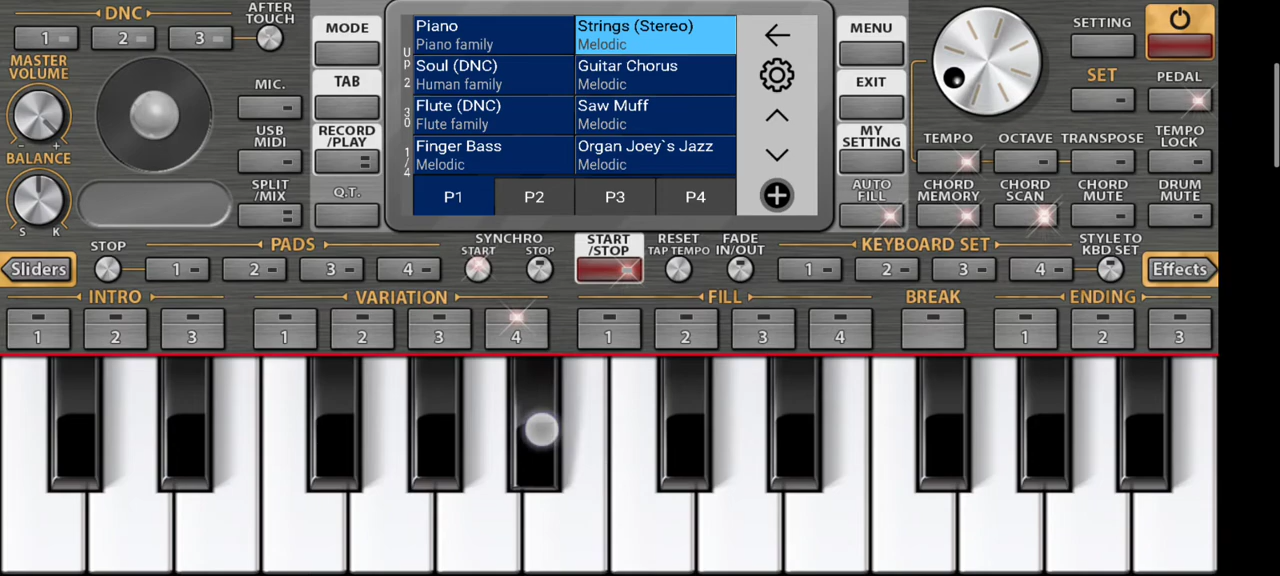 DNC
1
2
3
AFTER
TOUCH
MASTER
VOLUME
- +
BALANCE
S K
MIC.
USB
MIDI
SPLIT
/MIX
MODE
TAB
RECORD
/PLAY
Q.T.
UP 2
30
1/4
Piano
Piano family
Strings (Stereo)
Melodic
Soul (DNC)
Human family
Guitar Chorus
Melodic
Flute (DNC)
Flute family
Saw Muff
Melodic
Finger Bass
Melodic
Organ Joey`s Jazz
Melodic
P1
P2
P3
P4
MENU
EXIT
MY
SETTING
AUTO
FILL
SETTING
SET
PEDAL
TEMPO
OCTAVE
TRANSPOSE
TEMPO
LOCK
CHORD
MEMORY
CHORD
SCAN
CHORD
MUTE
DRUM
MUTE
Sliders
STOP
PADS
1
2
3
4
SYNCHRO
START
STOP
START
/STOP
RESET
TAP TEMPO
FADE
IN/OUT
KEYBOARD SET
1
2
3
4
STYLE TO
KBD SET
Effects
INTRO
1
2
3
VARIATION
1
2
3
4
FILL
1
2
3
4
BREAK
ENDING
1
2
3